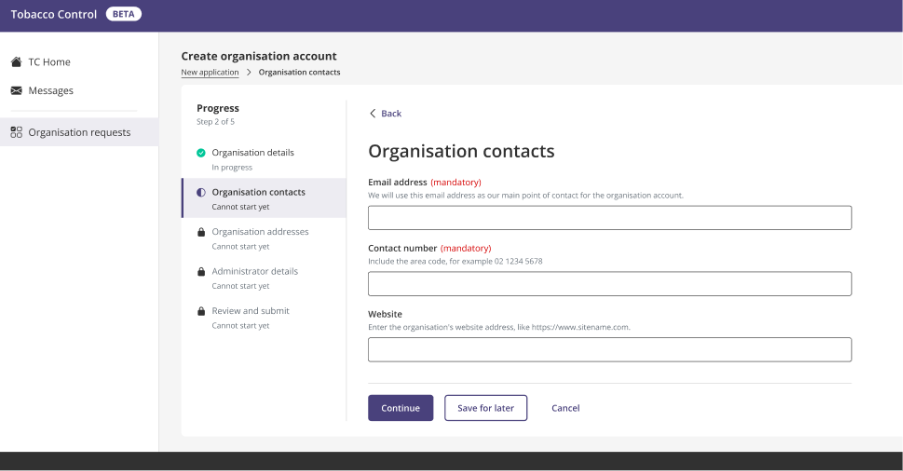 Tobacco Control BETA
TC Home
Messages
Organisation requests
Create organisation account
New application > Organisation contacts
Progress
Step 2 of 5
Organisation details
In progress
Organisation contacts
Cannot start yet
Organisation addresses
Cannot start yet
Administrator details
Cannot start yet
Review and submit
Cannot start yet
Back
Organisation contacts
Email address (mandatory)
We will use this email address as our main point of contact for the organisation account.
Contact number (mandatory)
Include the area code, for example 02 1234 5678
Website
Enter the organisation's website address, like https://www.sitename.com.
Continue Save for later Cancel